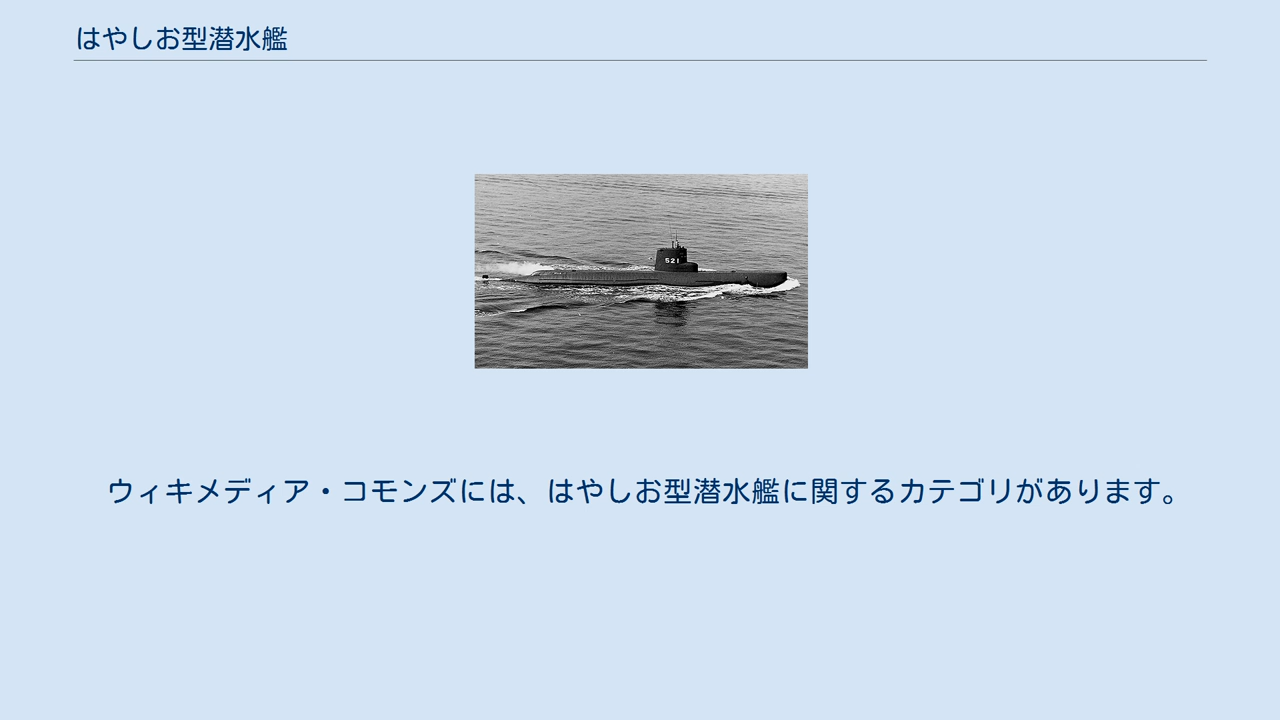 はやしお型潜水艦
521
ウィキメディア・コモンズには、はやしお型潜水艦に関するカテゴリがあります。